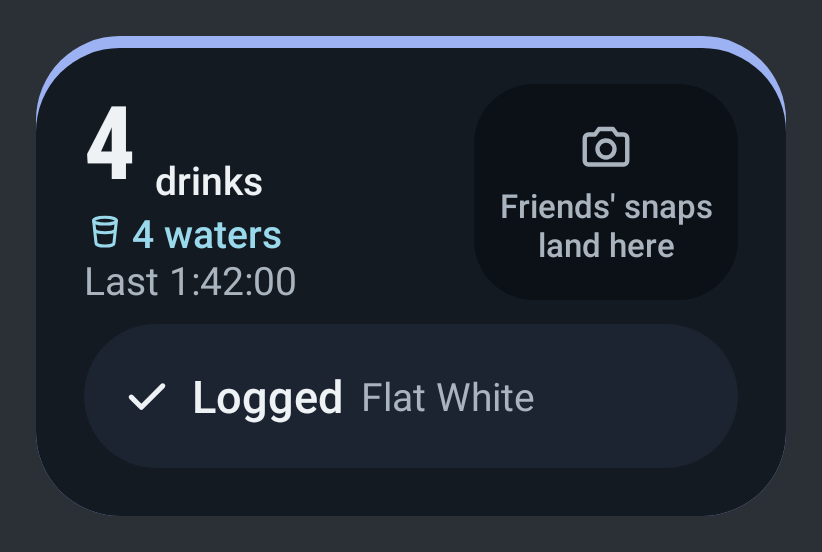 4 drinks
4 waters
Last 1:42:00
Friends' snaps
land here
Logged Flat White